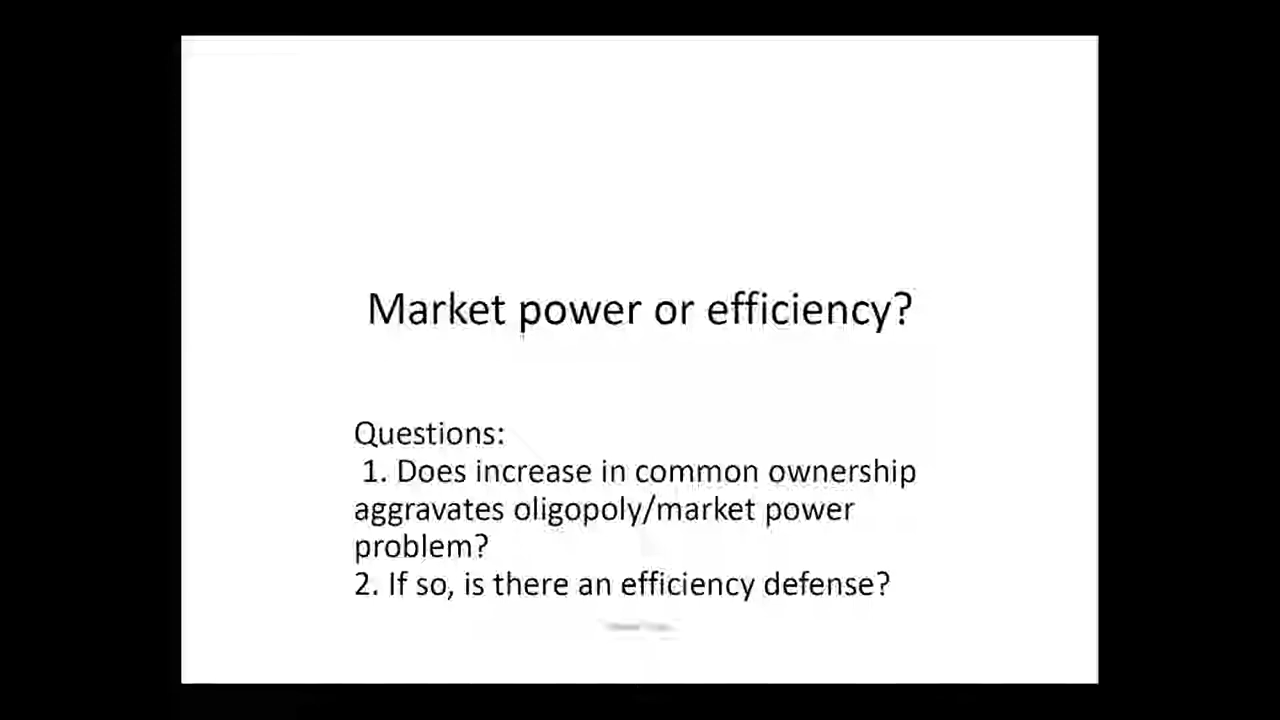 Market power or efficiency?
Questions:
1. Does increase in common ownership
aggravates oligopoly/market power
problem?
2. If so, is there an efficiency defense?